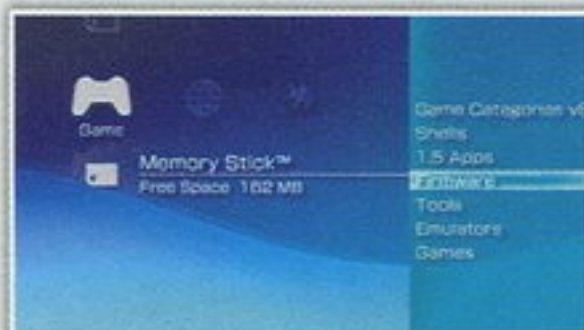 Game
Memory Stick™
Free Space 162 MB
Game Categories v
Shells
1.5 Apps
Firmware
Tools
Emulators
Games